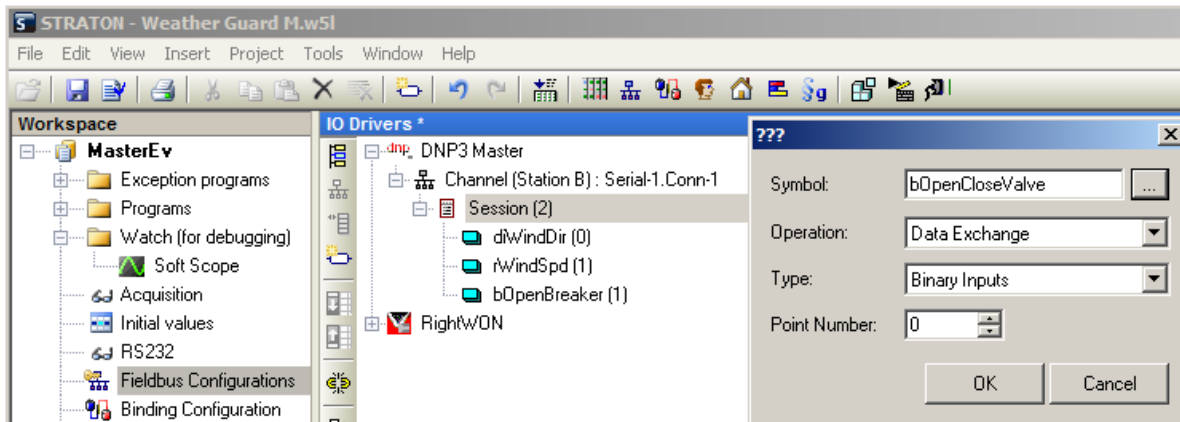 STRATON - Weather Guard M.w5l
File Edit View Insert Project Tools Window Help
Workspace
MasterEv
Exception programs
Programs
Watch (for debugging)
Soft Scope
Acquisition
Initial values
RS232
Fieldbus Configurations
Binding Configuration
IO Drivers *
dnp DNP3 Master
Channel (Station B) : Serial-1.Conn-1
Session (2)
diWindDir (0)
rWindSpd (1)
bOpenBreaker (1)
RightWON
???
Symbol: bOpenCloseValve ...
Operation: Data Exchange
Type: Binary Inputs
Point Number: 0
OK Cancel